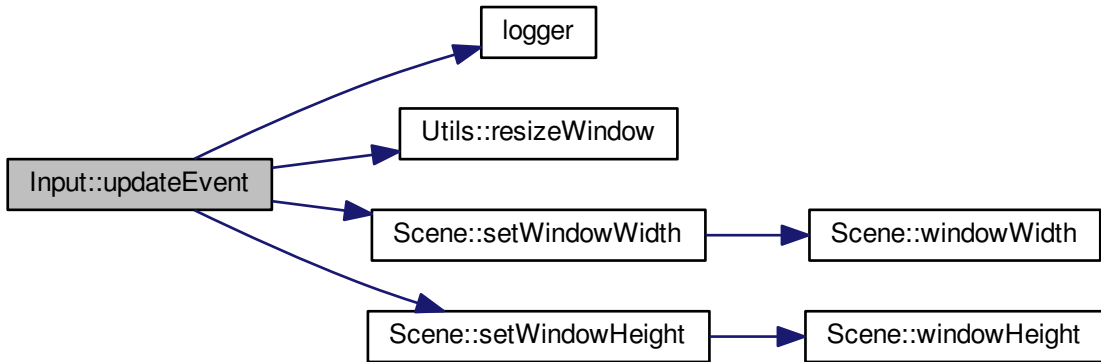 logger
Utils::resizeWindow
Input::updateEvent
Scene::setWindowWidth
Scene::windowWidth
Scene::setWindowHeight
Scene::windowHeight